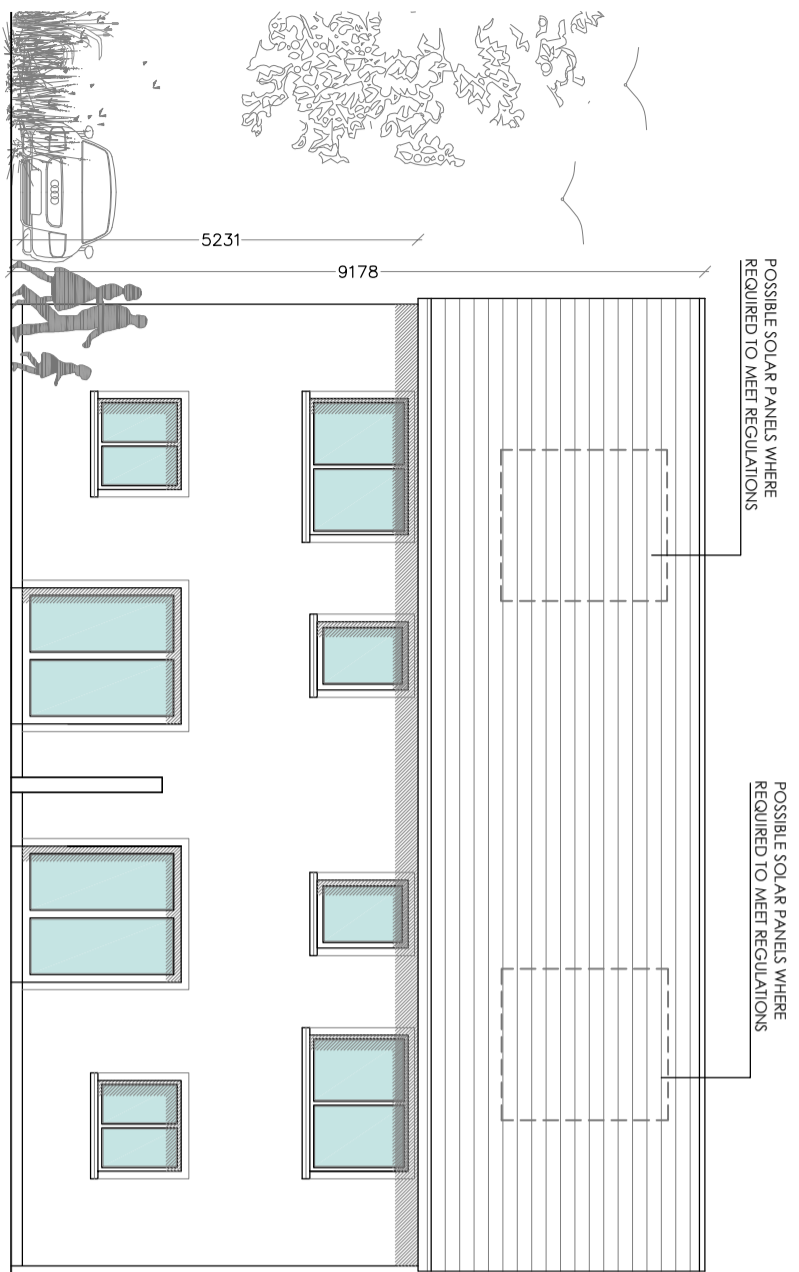 POSSIBLE SOLAR PANELS WHERE
REQUIRED TO MEET REGULATIONS
POSSIBLE SOLAR PANELS WHERE
REQUIRED TO MEET REGULATIONS
5231
9178